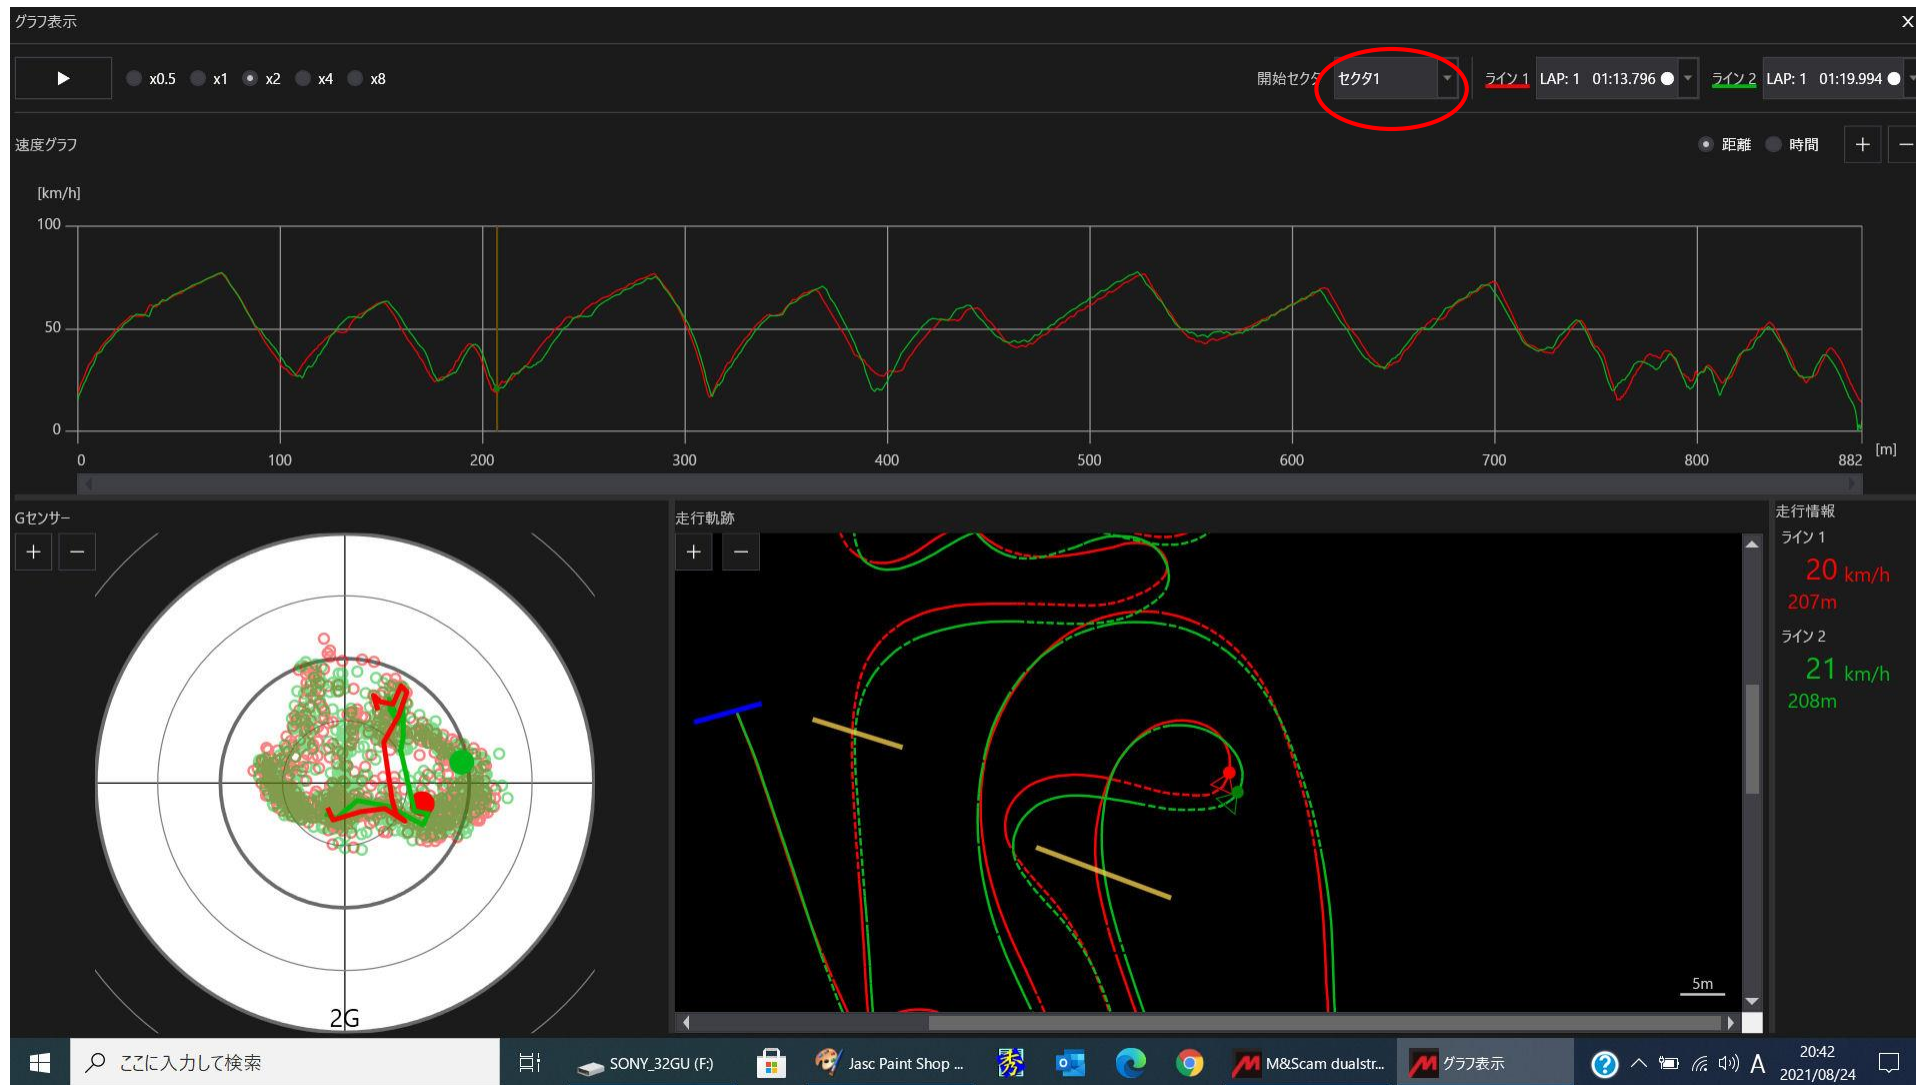 グラフ表示
x0.5 x1 x2 x4 x8 開始セクタ セクタ1 ライン 1 LAP: 1 01:13.796 ライン 2 LAP: 1 01:19.994
速度グラフ 距離 時間
[km/h]
100
50
0
0 100 200 300 400 500 600 700 800 882 [m]
Gセンサー
2G
走行軌跡
5m
走行情報
ライン 1
20 km/h
207m
ライン 2
21 km/h
208m
ここに入力して検索 SONY_32GU (F:) Jasc Paint Shop ... 秀 M&Scam dualstr... グラフ表示 A 20:42
2021/08/24